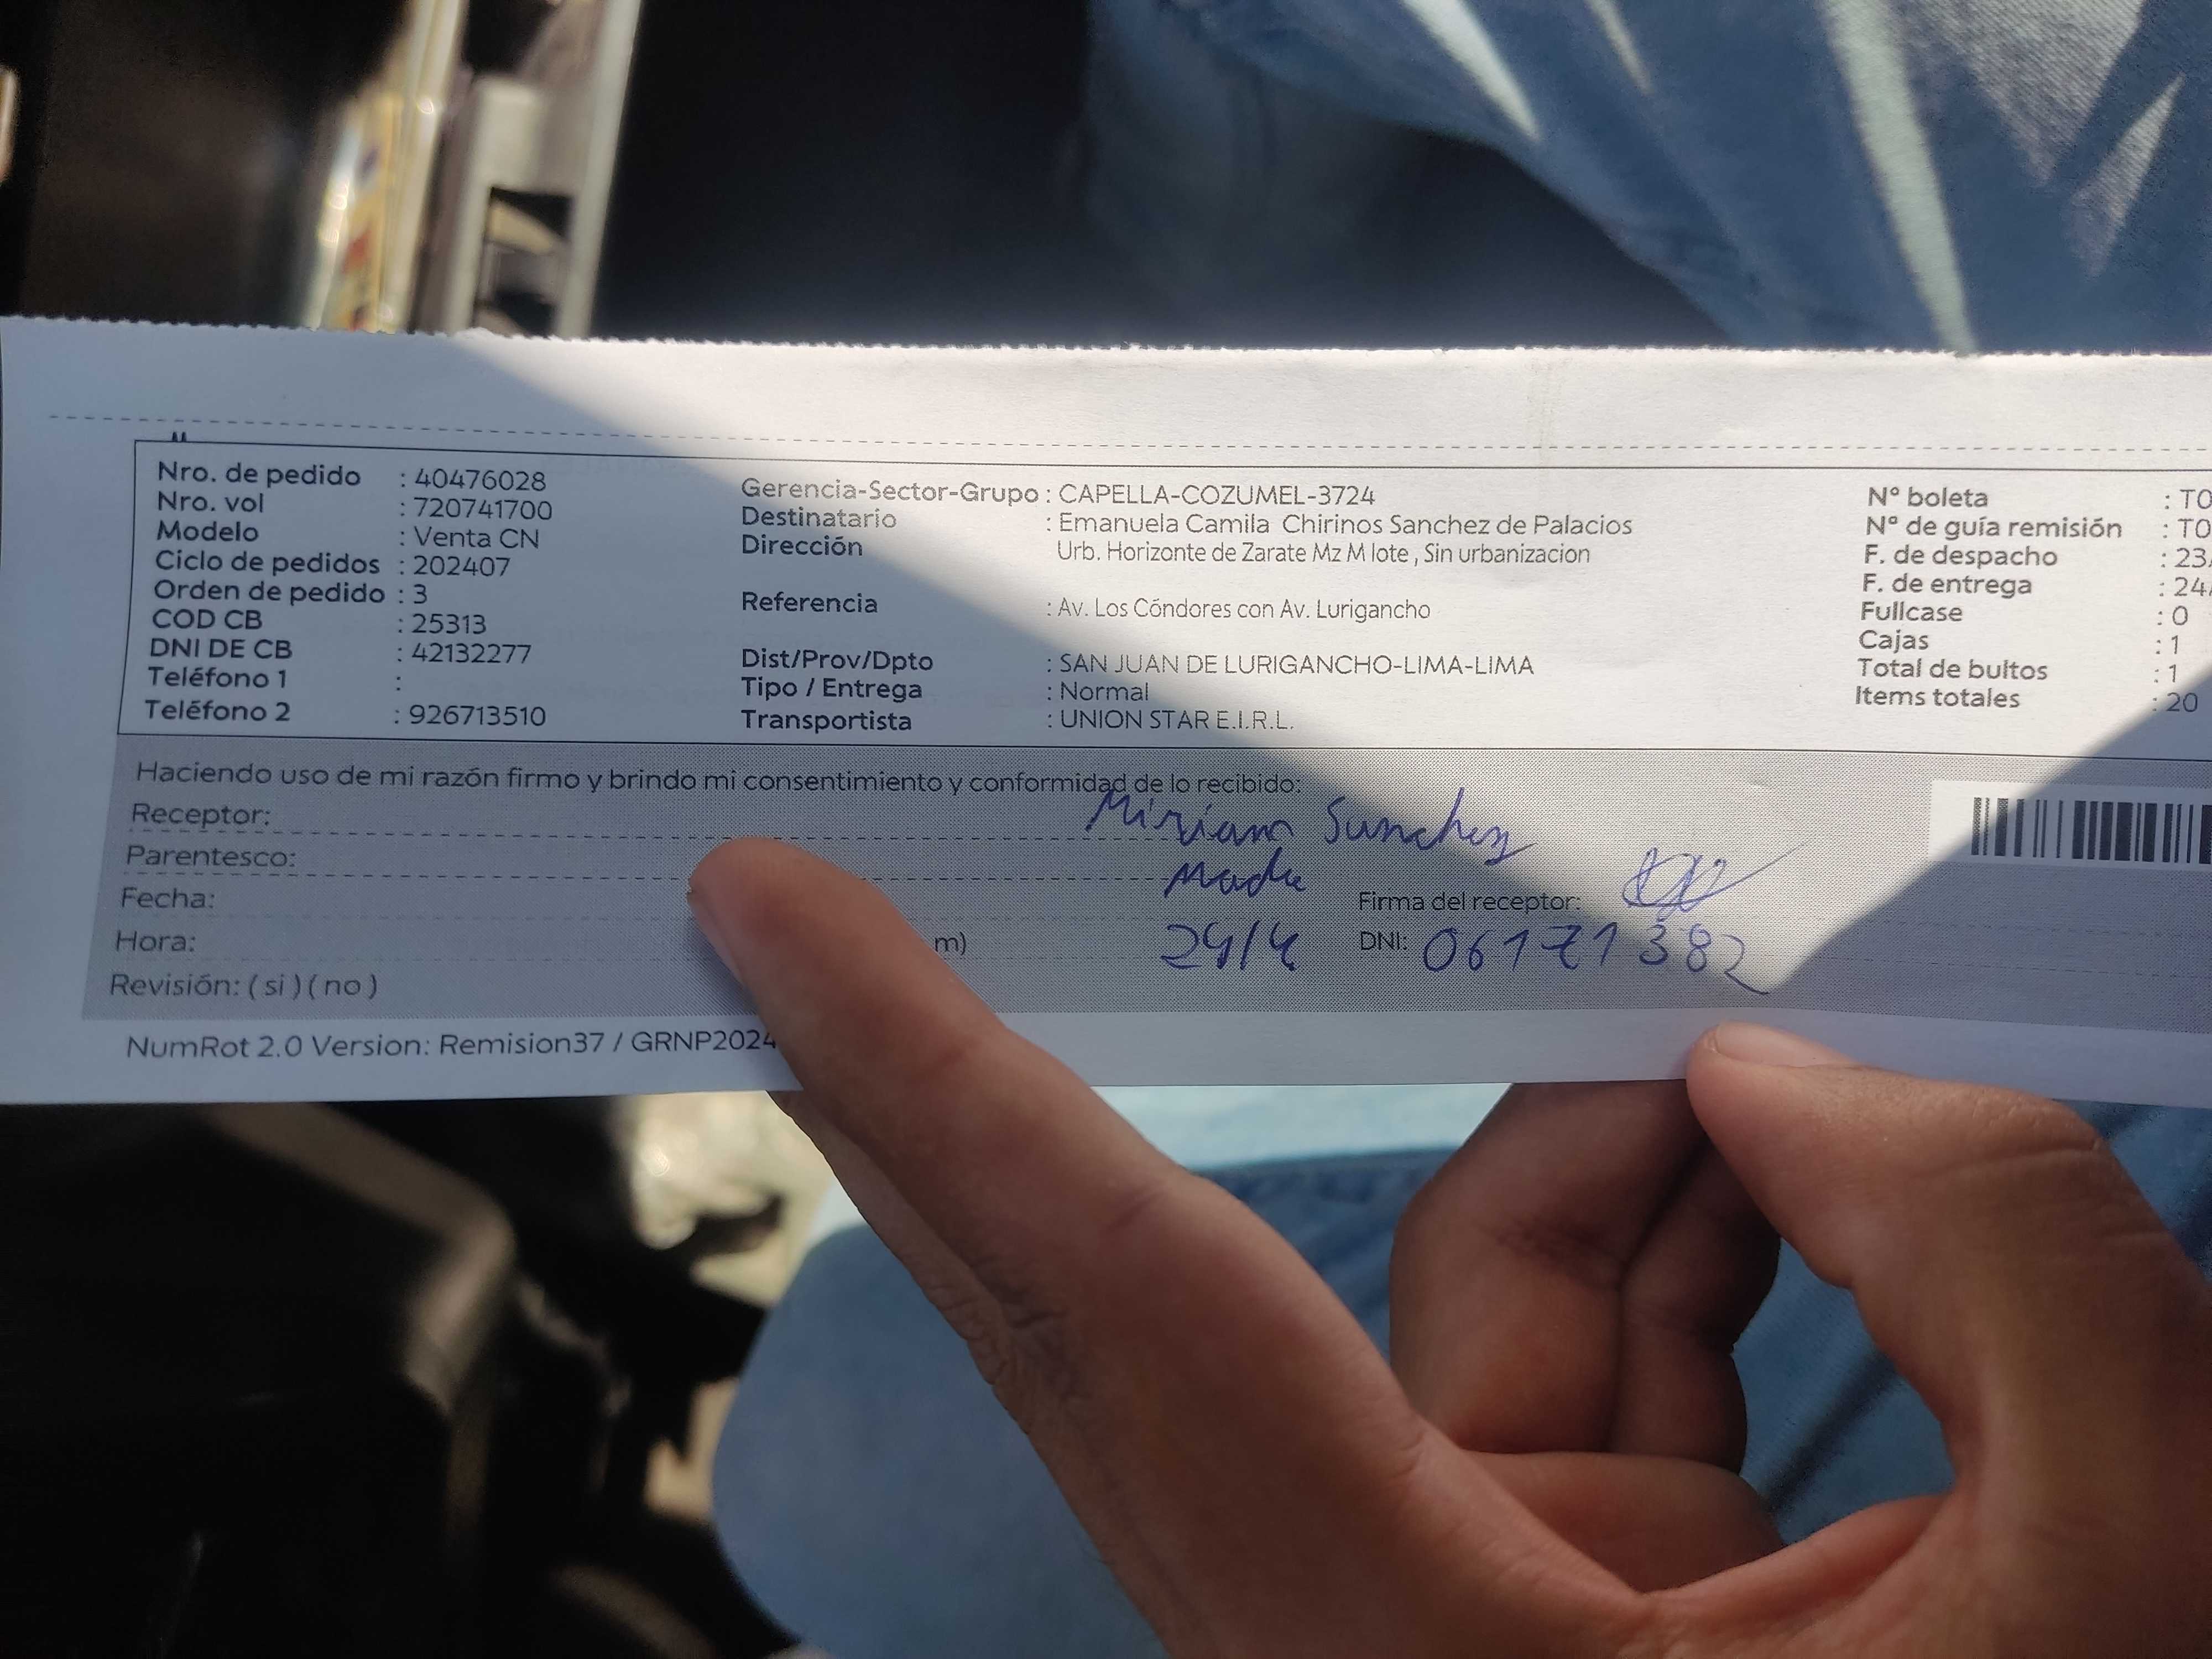 Nro. de pedido : 40476028
Nro. vol : 720741700
Modelo : Venta CN
Ciclo de pedidos : 202407
Orden de pedido : 3
COD CB : 25313
DNI DE CB : 42132277
Teléfono 1 :
Teléfono 2 : 926713510
Gerencia-Sector-Grupo : CAPELLA-COZUMEL-3724
Destinatario : Emanuela Camila Chirinos Sanchez de Palacios
Dirección Urb. Horizonte de Zarate Mz M lote , Sin urbanizacion
Referencia : Av. Los Cóndores con Av. Lurigancho
Dist/Prov/Dpto : SAN JUAN DE LURIGANCHO-LIMA-LIMA
Tipo / Entrega : Normal
Transportista : UNION STAR E.I.R.L.
Nº boleta : T0
Nº de guía remisión : T0
F. de despacho : 23
F. de entrega : 24
Fullcase : 0
Cajas : 1
Total de bultos : 1
Items totales : 20
Haciendo uso de mi razón firmo y brindo mi consentimiento y conformidad de lo recibido:
Receptor: Miriam Sanchez
Parentesco: Madre
Fecha: 24/4
Firma del receptor:
Hora: m)
DNI: 06171382
Revisión: ( si ) ( no )
NumRot 2.0 Version: Remision37 / GRNP2024